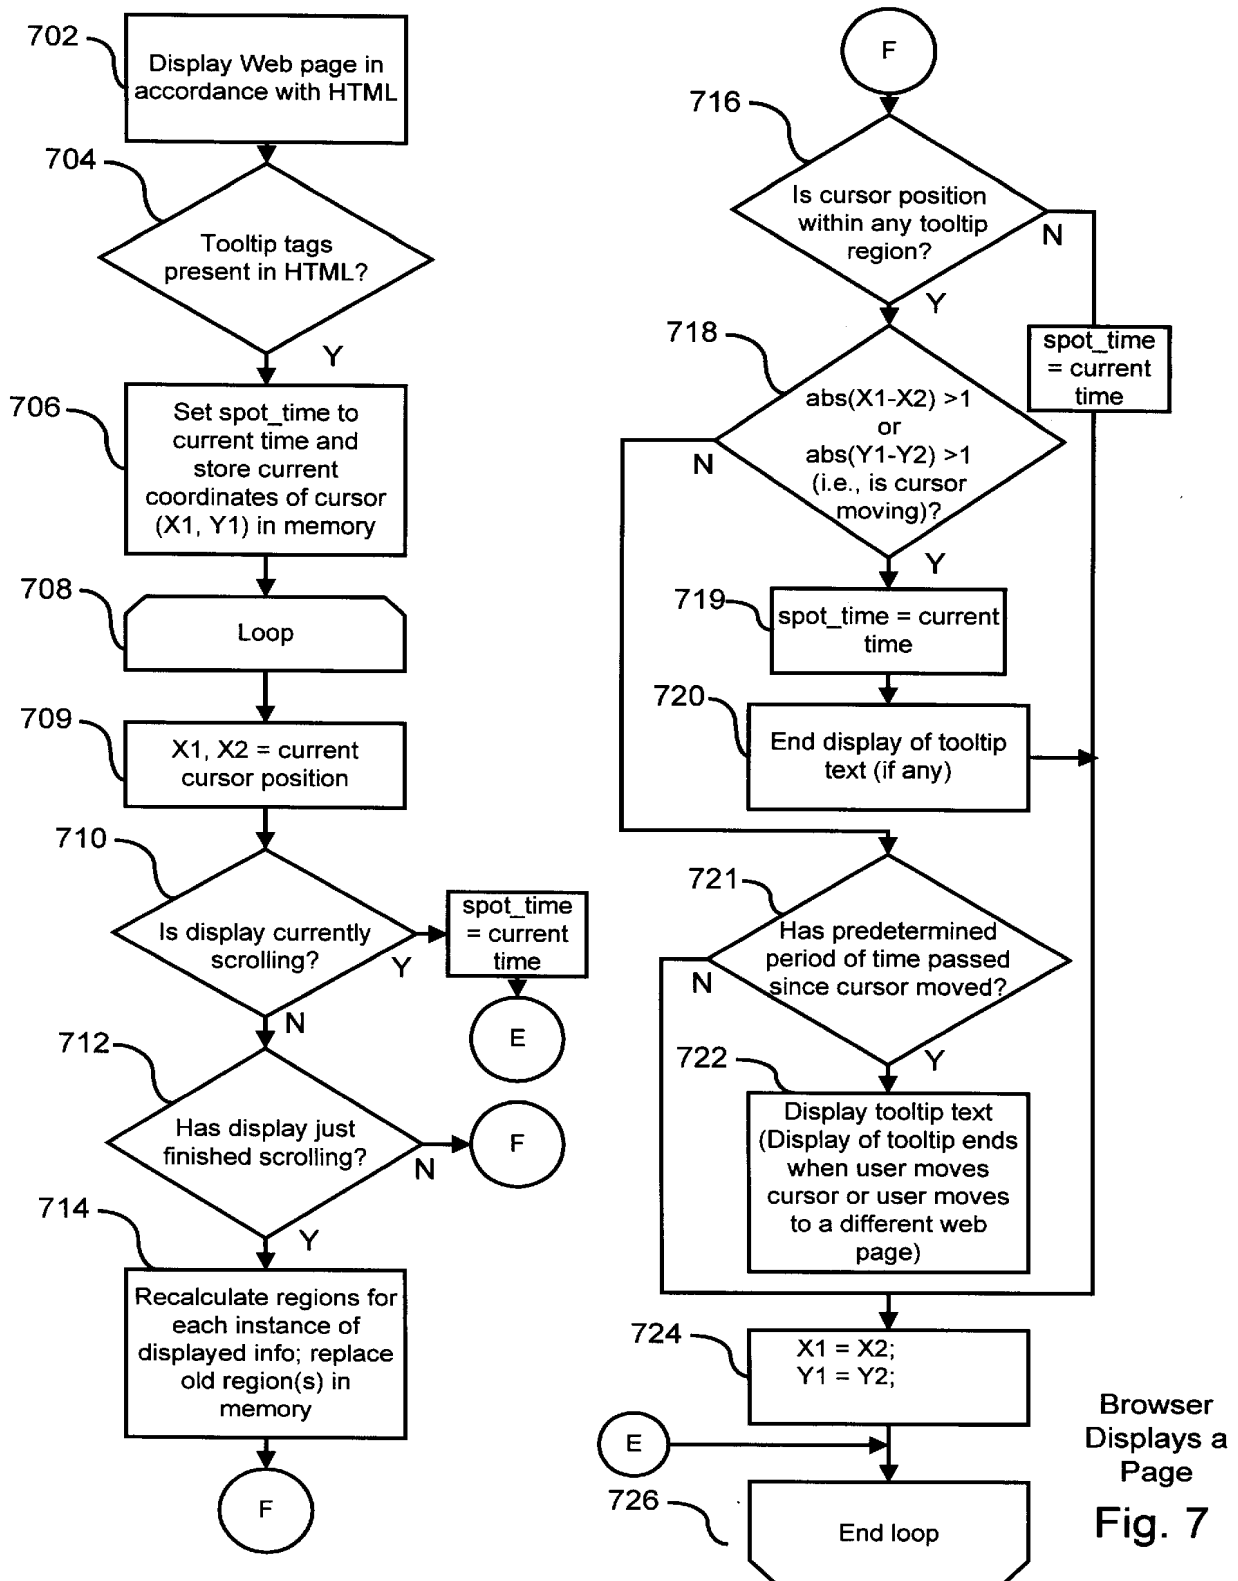 702
Display Web page in
accordance with HTML
704
Tooltip tags
present in HTML?
Y
706
Set spot_time to
current time and
store current
coordinates of cursor
(X1, Y1) in memory
708
Loop
709
X1, X2 = current
cursor position
710
Is display currently
scrolling?
Y
spot_time
= current
time
E
N
712
Has display just
finished scrolling?
N
F
714
Y
Recalculate regions for
each instance of
displayed info; replace
old region(s) in
memory
F
F
716
Is cursor position
within any tooltip
region?
N
Y
spot_time
= current
time
718
abs(X1-X2) >1
or
abs(Y1-Y2) >1
(i.e., is cursor
moving)?
N
Y
719
spot_time = current
time
720
End display of tooltip
text (if any)
721
Has predetermined
period of time passed
since cursor moved?
N
Y
722
Display tooltip text
(Display of tooltip ends
when user moves
cursor or user moves
to a different web
page)
724
X1 = X2;
Y1 = Y2;
E
726
End loop
Browser
Displays a
Page
Fig. 7